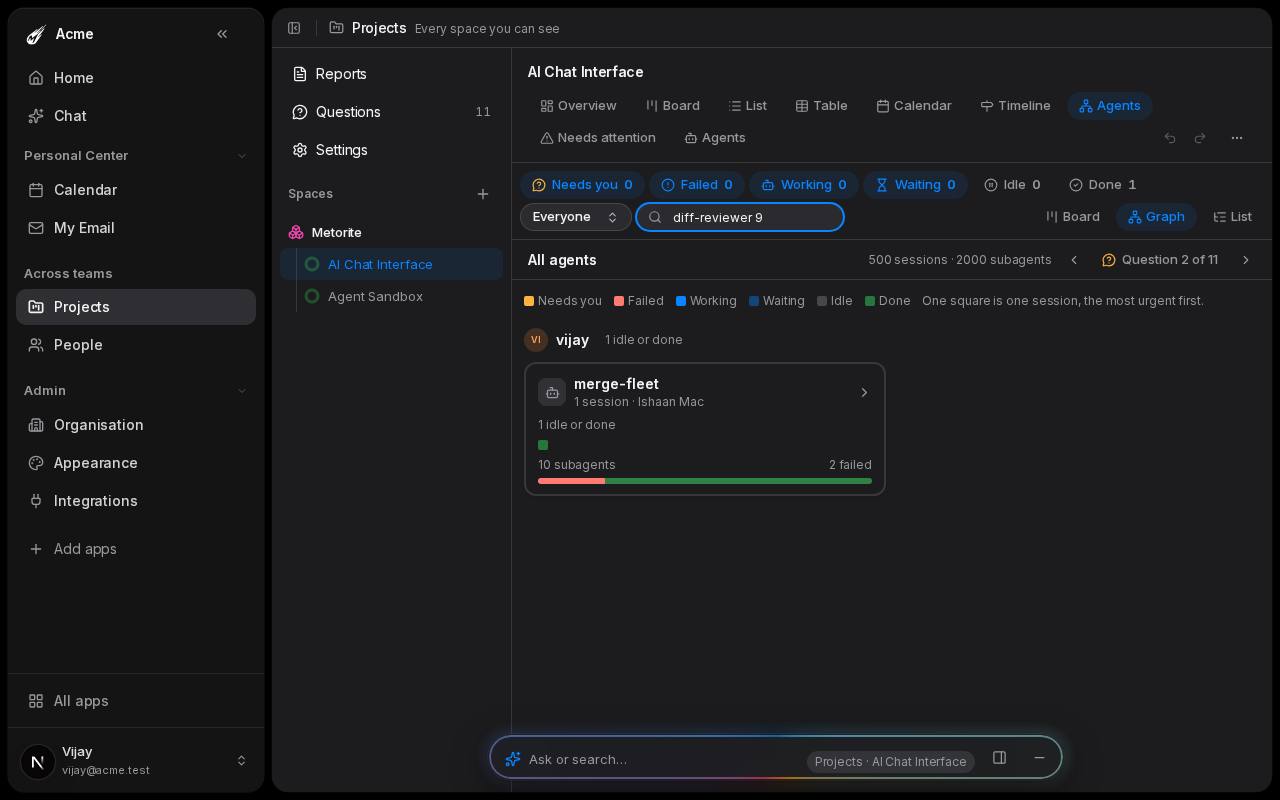 Acme
Home
Chat
Personal Center
Calendar
My Email
Across teams
Projects
People
Admin
Organisation
Appearance
Integrations
Add apps
All apps
Vijay
vijay@acme.test
Projects Every space you can see
Reports
Questions 11
Settings
Spaces
Metorite
AI Chat Interface
Agent Sandbox
AI Chat Interface
Overview Board List Table Calendar Timeline Agents
Needs attention Agents
Needs you 0 Failed 0 Working 0 Waiting 0 Idle 0 Done 1
Everyone diff-reviewer 9 Board Graph List
All agents 500 sessions · 2000 subagents Question 2 of 11
Needs you Failed Working Waiting Idle Done One square is one session, the most urgent first.
VI vijay 1 idle or done
merge-fleet
1 session · Ishaan Mac
1 idle or done
10 subagents 2 failed
Ask or search... Projects · AI Chat Interface